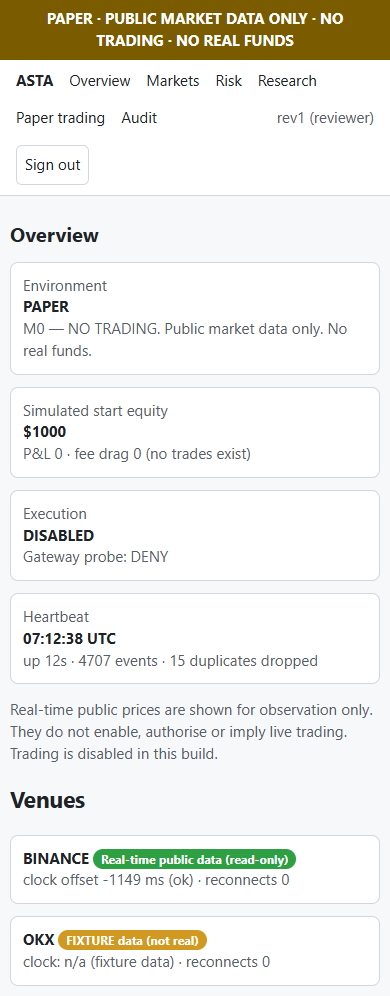 PAPER · PUBLIC MARKET DATA ONLY · NO
TRADING · NO REAL FUNDS
ASTA Overview Markets Risk Research
Paper trading Audit rev1 (reviewer)
Sign out
Overview
Environment
PAPER
M0 — NO TRADING. Public market data only. No
real funds.
Simulated start equity
$1000
P&L 0 · fee drag 0 (no trades exist)
Execution
DISABLED
Gateway probe: DENY
Heartbeat
07:12:38 UTC
up 12s · 4707 events · 15 duplicates dropped
Real-time public prices are shown for observation only.
They do not enable, authorise or imply live trading.
Trading is disabled in this build.
Venues
BINANCE Real-time public data (read-only)
clock offset -1149 ms (ok) · reconnects 0
OKX FIXTURE data (not real)
clock: n/a (fixture data) · reconnects 0